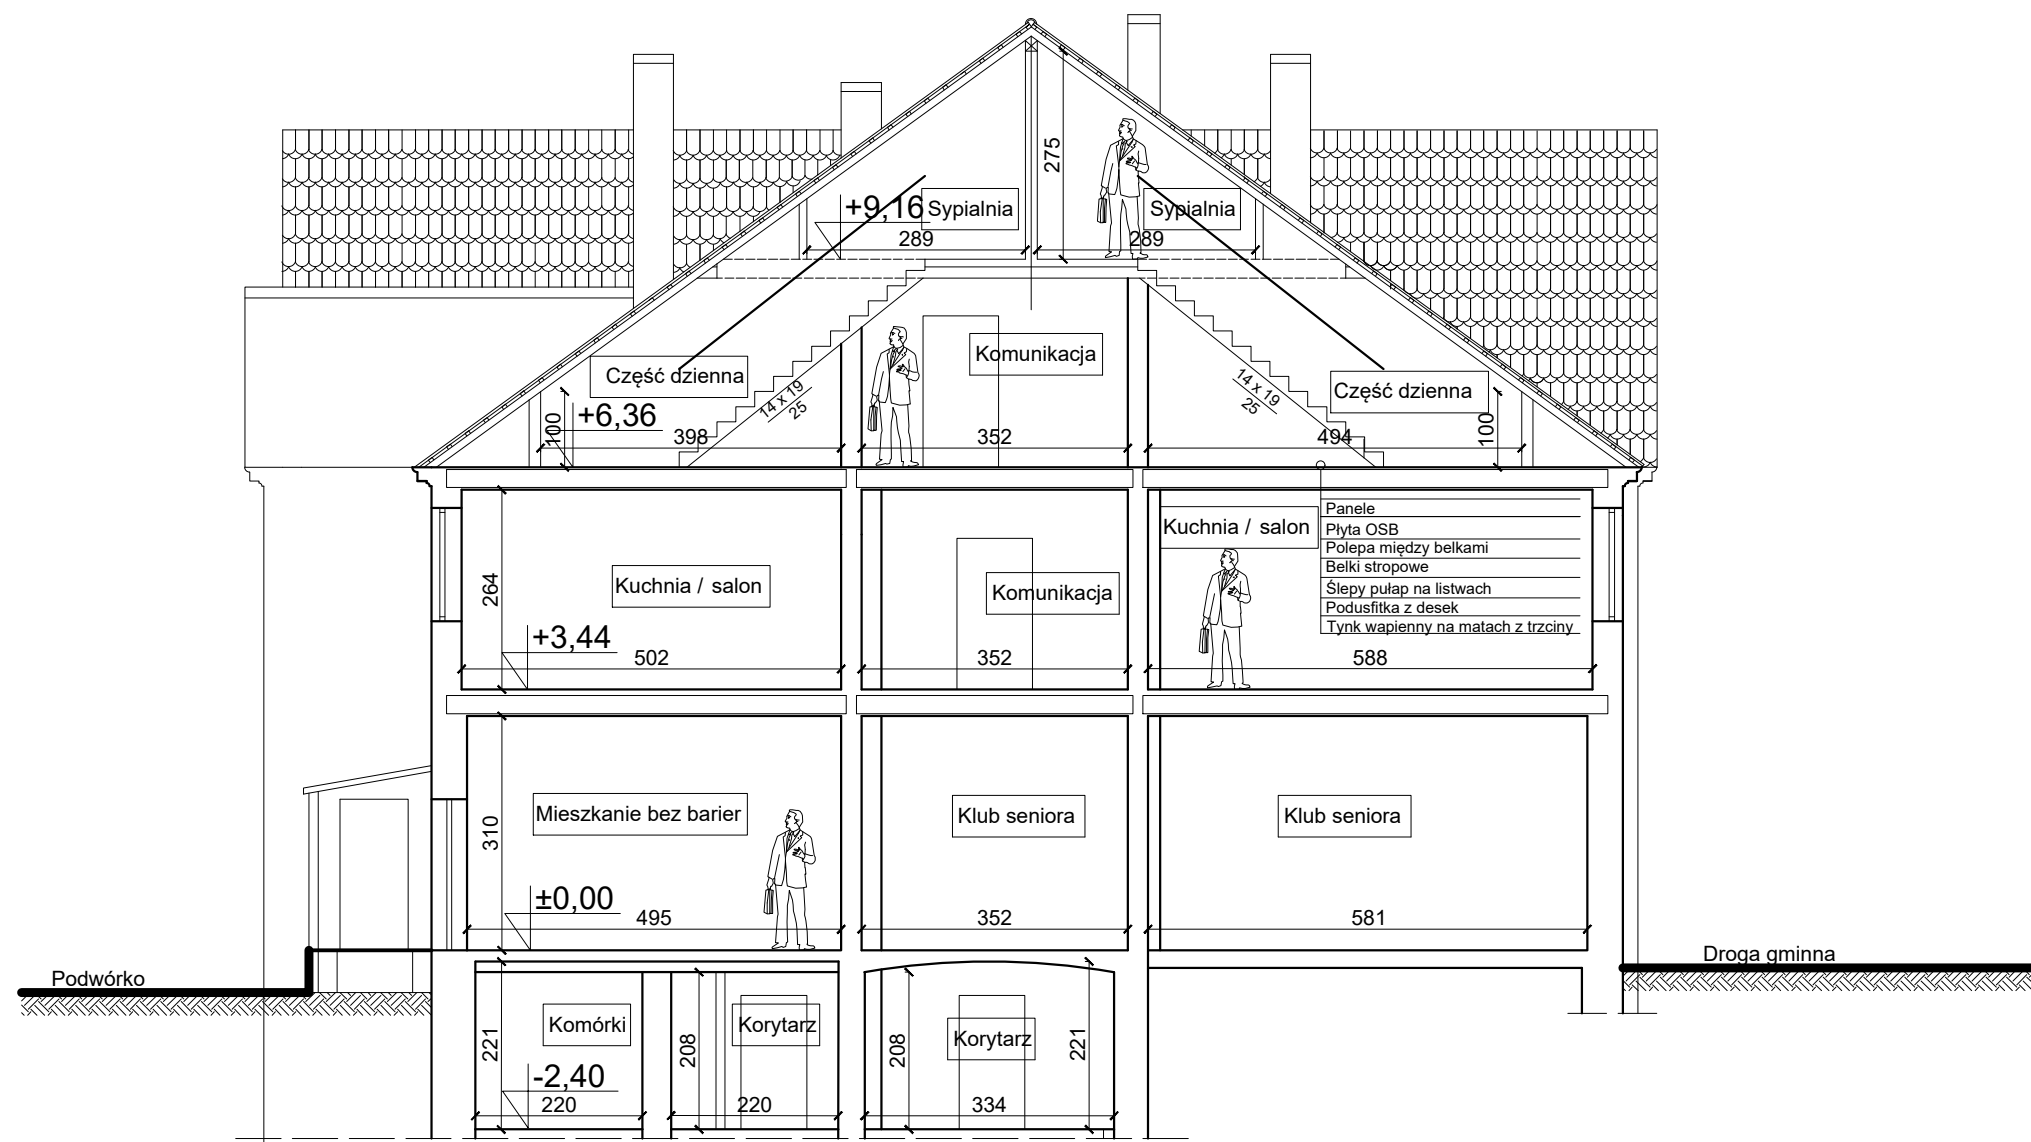 275
+9,16
Sypialnia
Sypialnia
289
289
Komunikacja
Część dzienna
Część dzienna
14 x 19
25
14 x 19
25
+6,36
100
100
398
352
494
Kuchnia / salon
Panele
Płyta OSB
Polepa między belkami
Belki stropowe
Ślepy pułap na listwach
Podusfitka z desek
Tynk wapienny na matach z trzciny
264
Kuchnia / salon
Komunikacja
+3,44
502
352
588
310
Mieszkanie bez barier
Klub seniora
Klub seniora
±0,00
495
352
581
Podwórko
Droga gminna
221
Komórki
208
Korytarz
208
Korytarz
221
-2,40
220
220
334